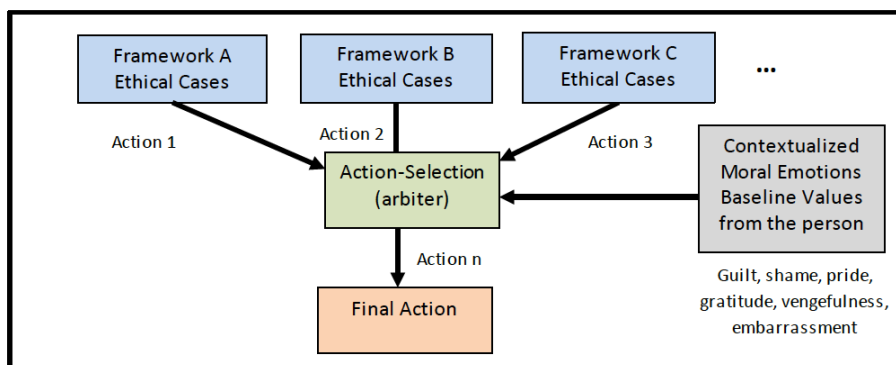 Framework A
Ethical Cases
Framework B
Ethical Cases
Framework C
Ethical Cases
...
Action 1
Action 2
Action 3
Action-Selection
(arbiter)
Contextualized
Moral Emotions
Baseline Values
from the person
Action n
Guilt, shame, pride,
gratitude, vengefulness,
embarrassment
Final Action